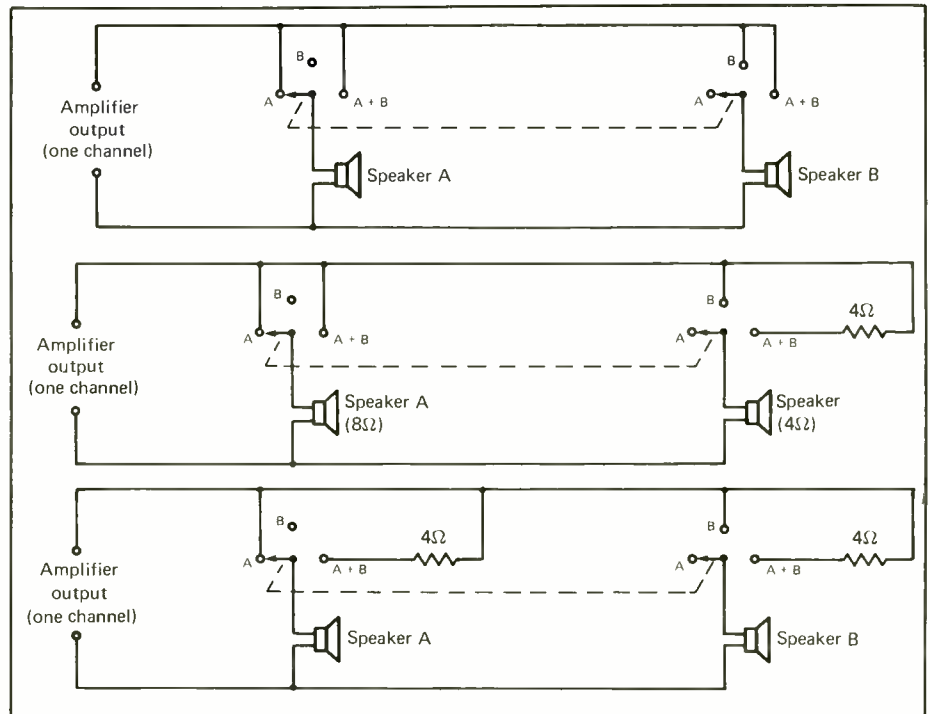 B
B
A
A + B
A
A + B
Amplifier
output
(one channel)
Speaker A
Speaker B
B
B
4Ω
A
A + B
A
A + B
Amplifier
output
(one channel)
Speaker A
(8Ω)
Speaker
(4Ω)
B
4Ω
B
4Ω
A
A + B
A
A + B
Amplifier
output
(one channel)
Speaker A
Speaker B